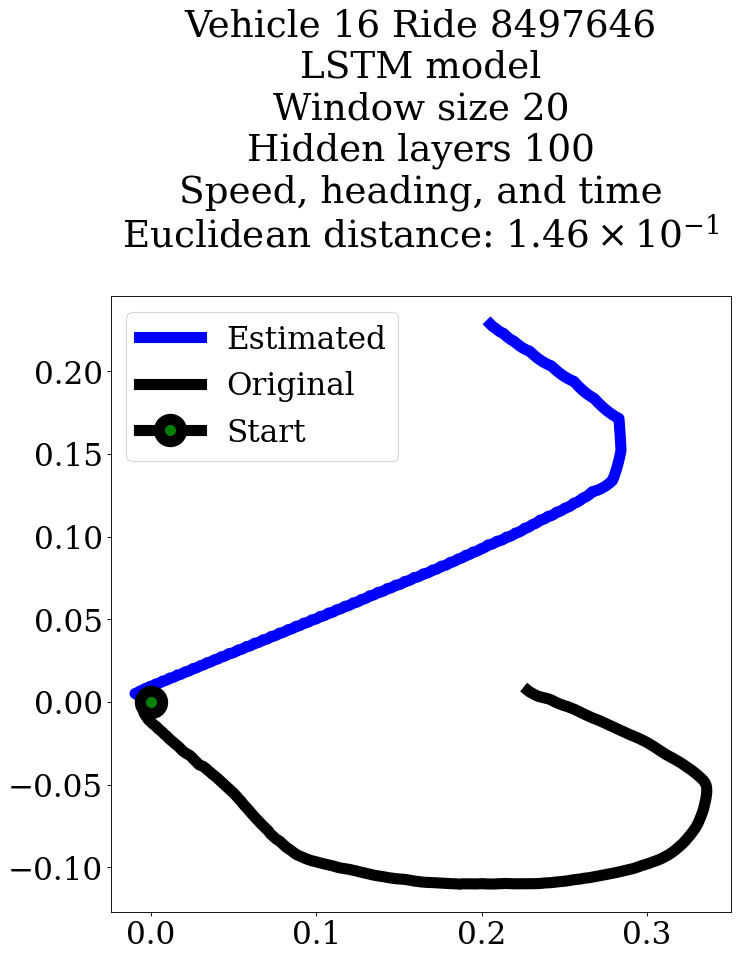 Vehicle 16 Ride 8497646
LSTM model
Window size 20
Hidden layers 100
Speed, heading, and time
Euclidean distance: 1.46 × 10⁻¹
Estimated
Original
Start
0.20
0.15
0.10
0.05
0.00
−0.05
−0.10
0.0 0.1 0.2 0.3